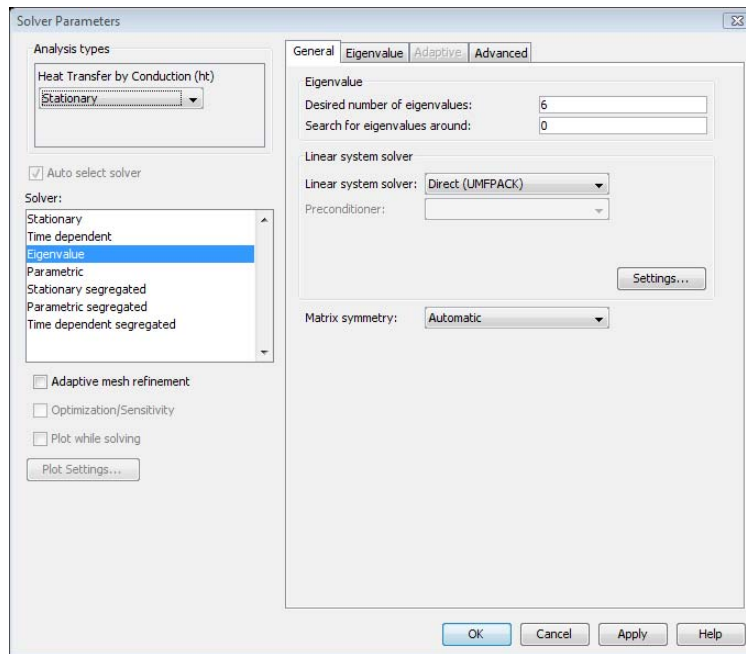 Solver Parameters
Analysis types
Heat Transfer by Conduction (ht)
Stationary
Auto select solver
Solver:
Stationary
Time dependent
Eigenvalue
Parametric
Stationary segregated
Parametric segregated
Time dependent segregated
Adaptive mesh refinement
Optimization/Sensitivity
Plot while solving
Plot Settings...
General Eigenvalue Adaptive Advanced
Eigenvalue
Desired number of eigenvalues: 6
Search for eigenvalues around: 0
Linear system solver
Linear system solver: Direct (UMFPACK)
Preconditioner:
Settings...
Matrix symmetry: Automatic
OK Cancel Apply Help